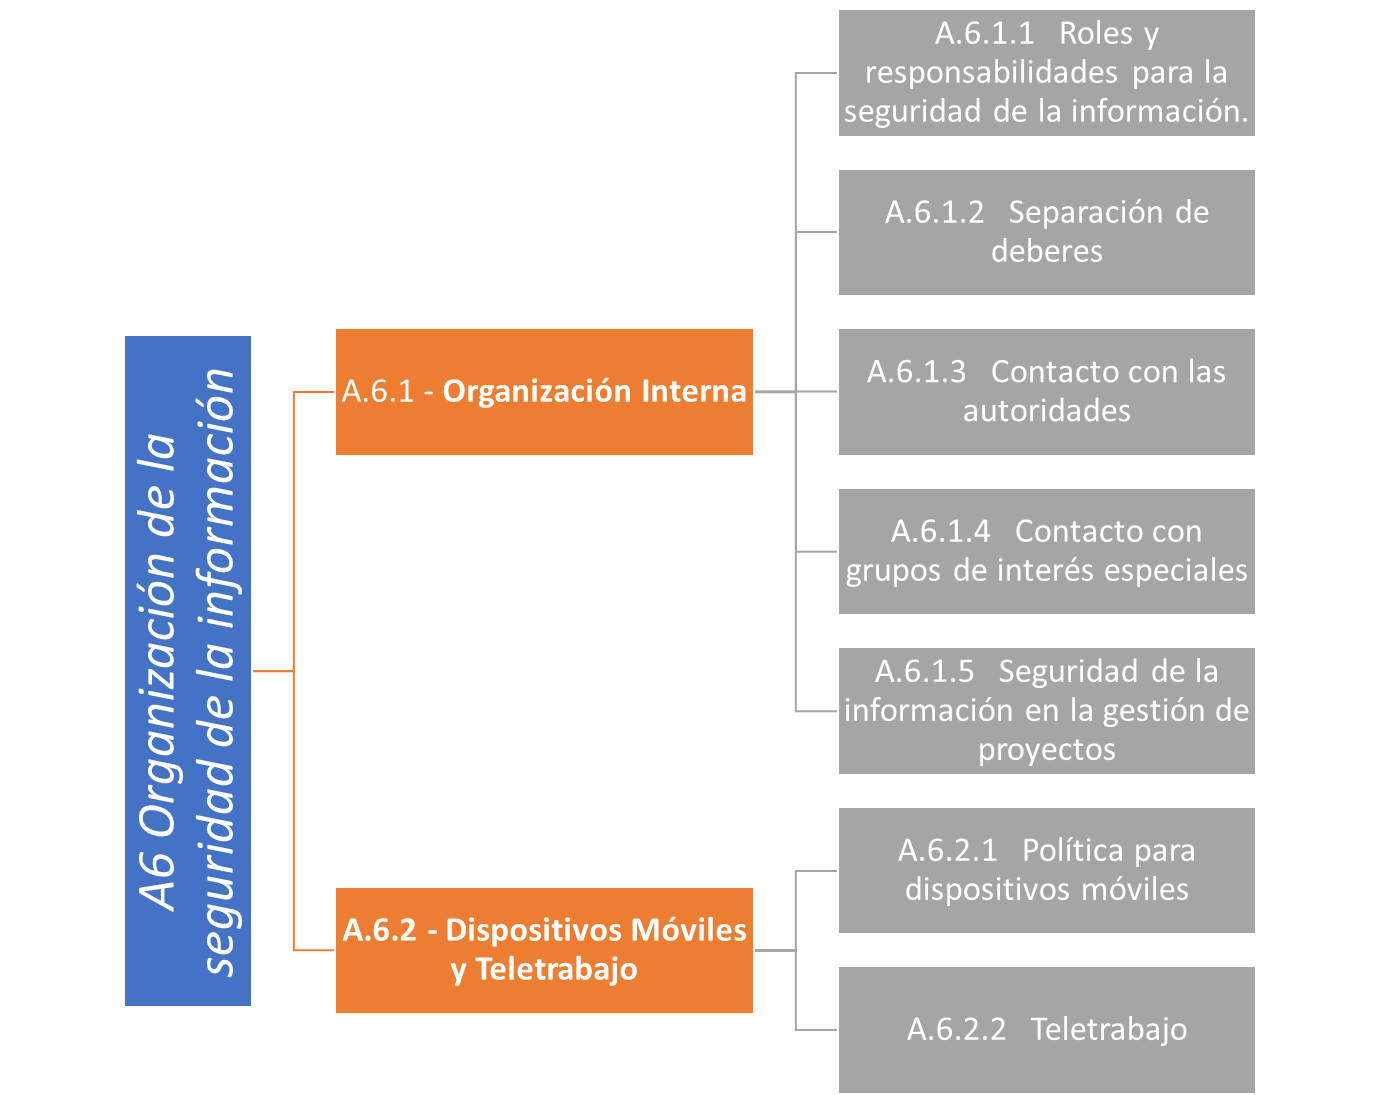 A6 Organización de la
seguridad de la información
A.6.1 - Organización Interna
A.6.1.1 Roles y
responsabilidades para la
seguridad de la información.
A.6.1.2 Separación de
deberes
A.6.1.3 Contacto con las
autoridades
A.6.1.4 Contacto con
grupos de interés especiales
A.6.1.5 Seguridad de la
información en la gestión de
proyectos
A.6.2 - Dispositivos Móviles
y Teletrabajo
A.6.2.1 Política para
dispositivos móviles
A.6.2.2 Teletrabajo